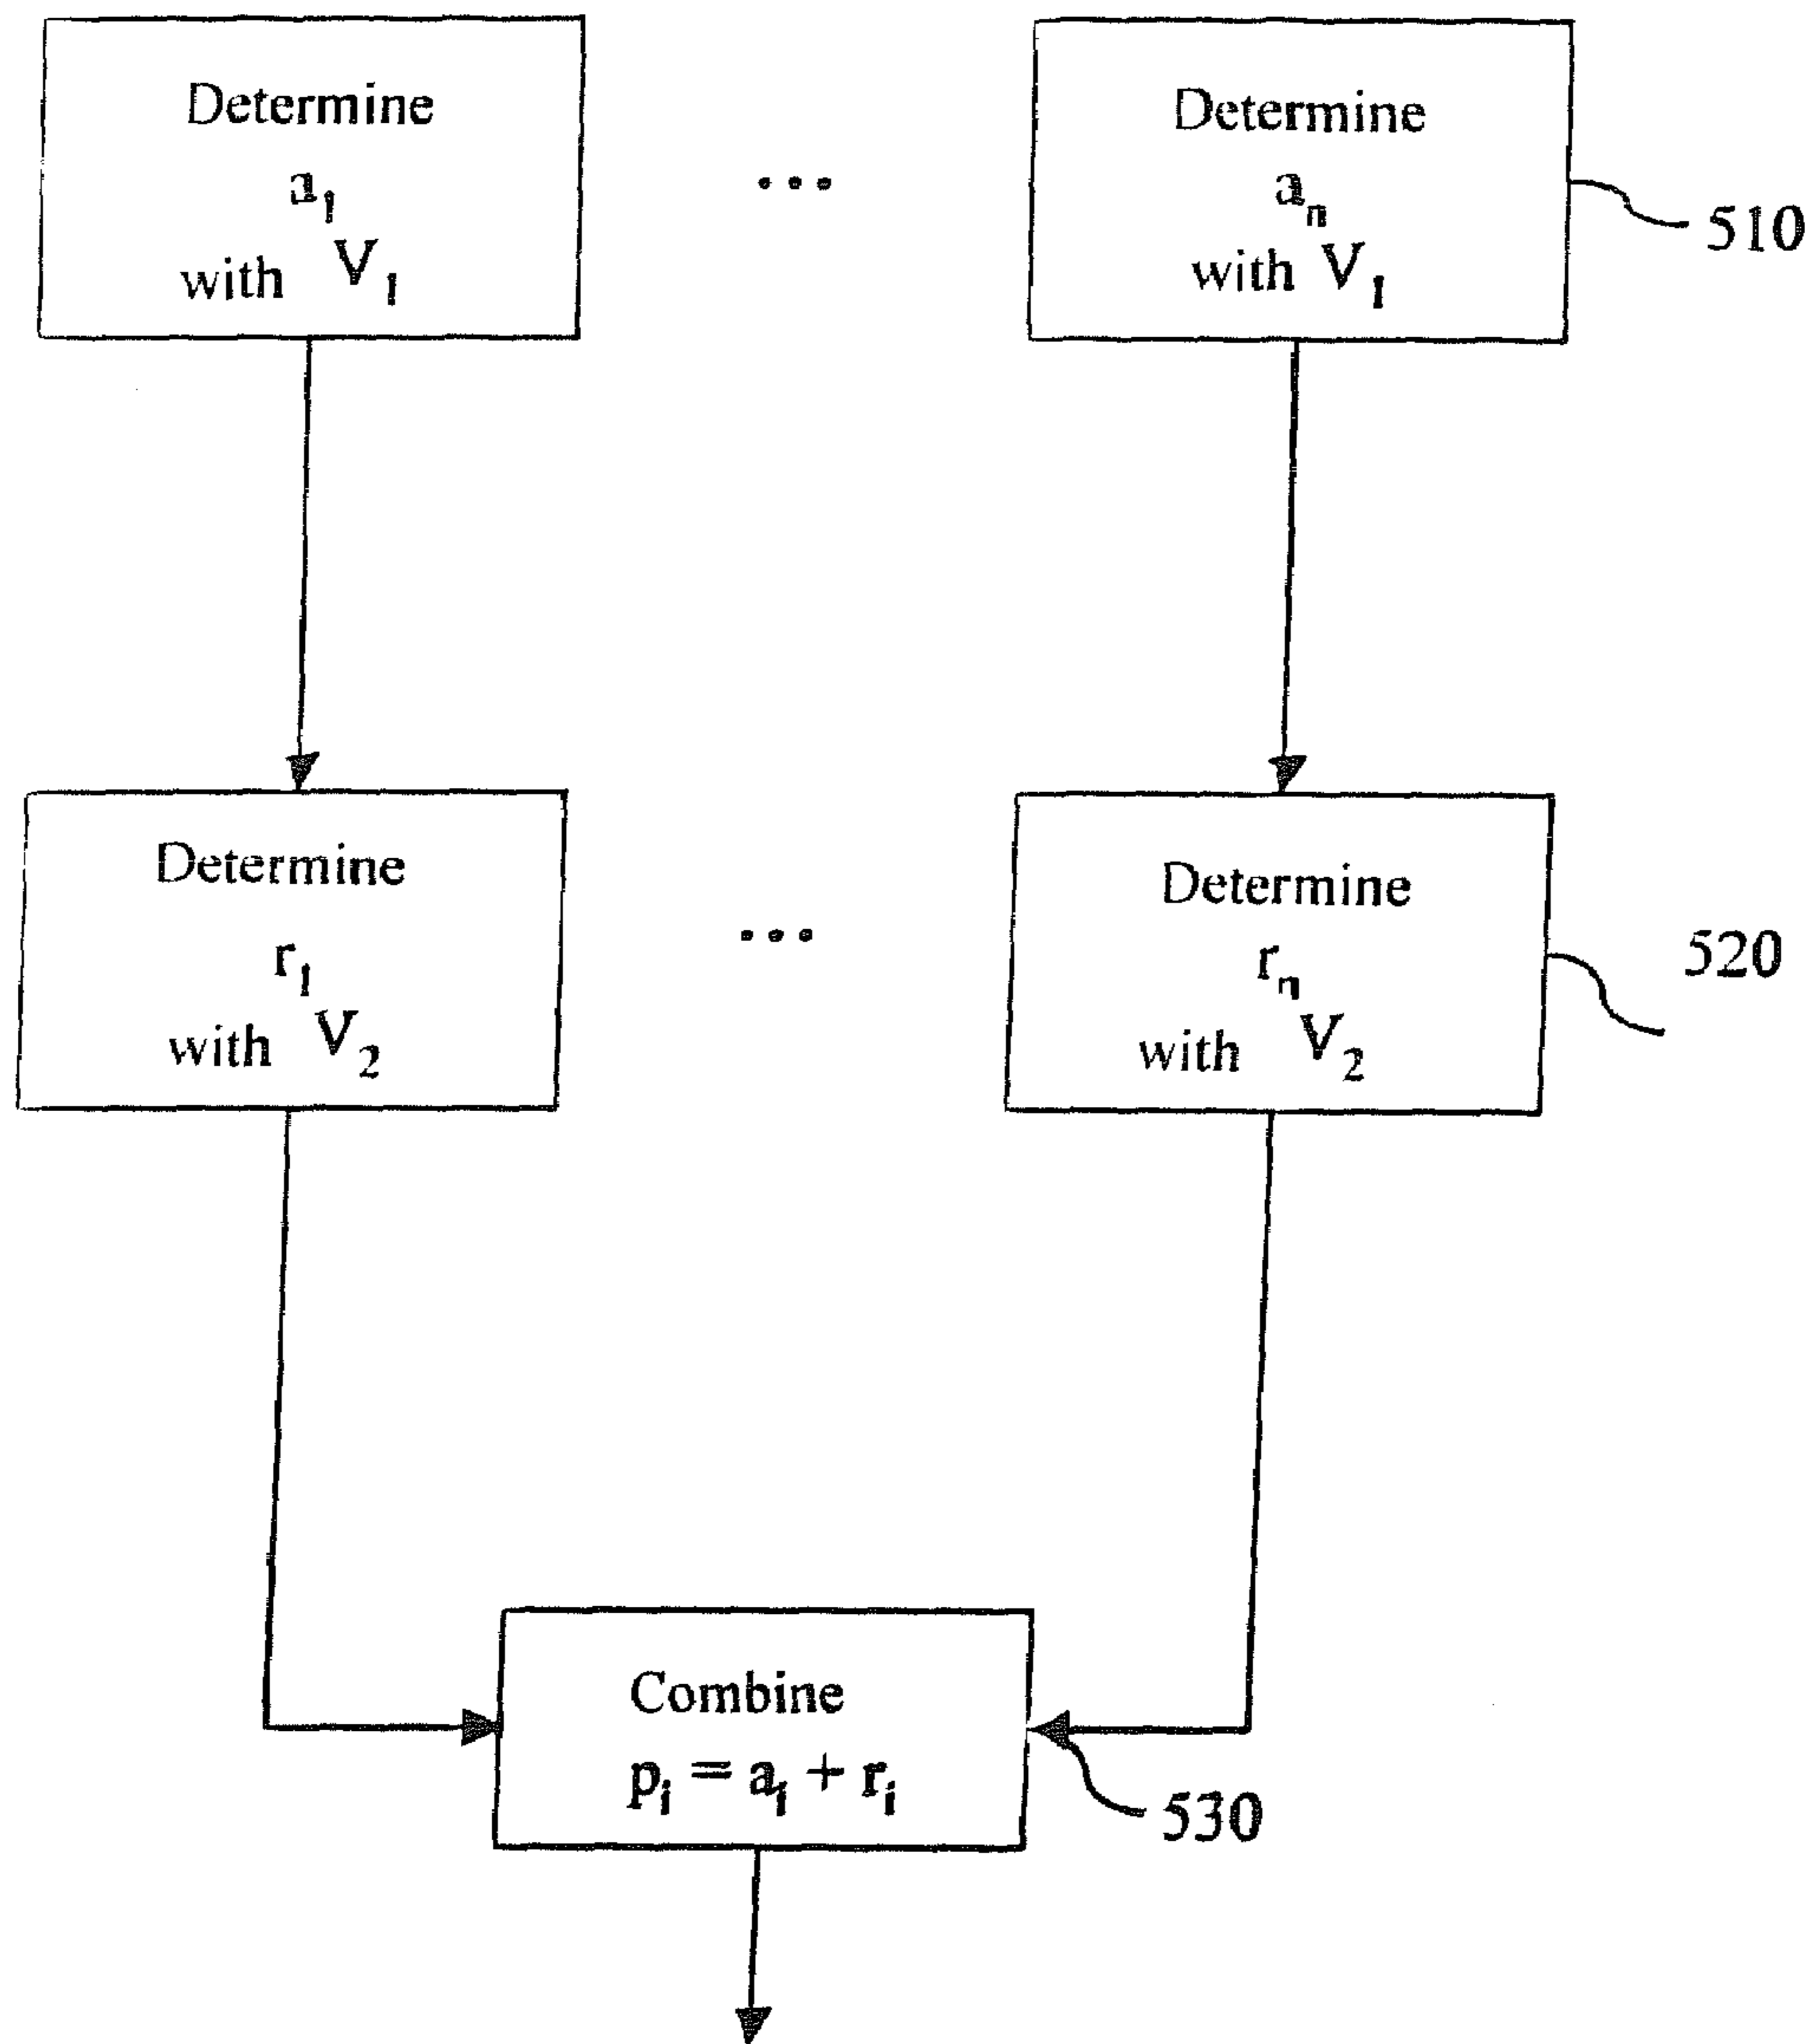 Determine
a₁
with V₁
...
Determine
aₙ
with V₁
510
Determine
r₁
with V₂
...
Determine
rₙ
with V₂
520
Combine
pᵢ = aᵢ + rᵢ
530